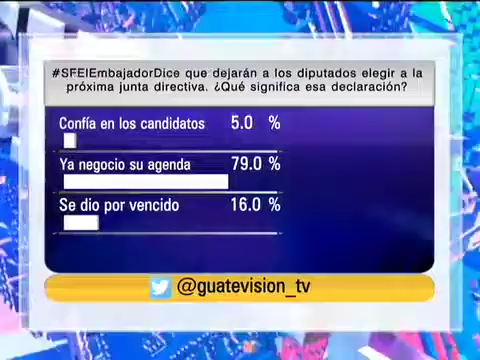 #SFElEmbajadorDice que dejarán a los diputados elegir a la
próxima junta directiva. ¿Qué significa esa declaración?
Confía en los candidatos 5.0 %
Ya negocio su agenda 79.0 %
Se dio por vencido 16.0 %
@guatevision_tv